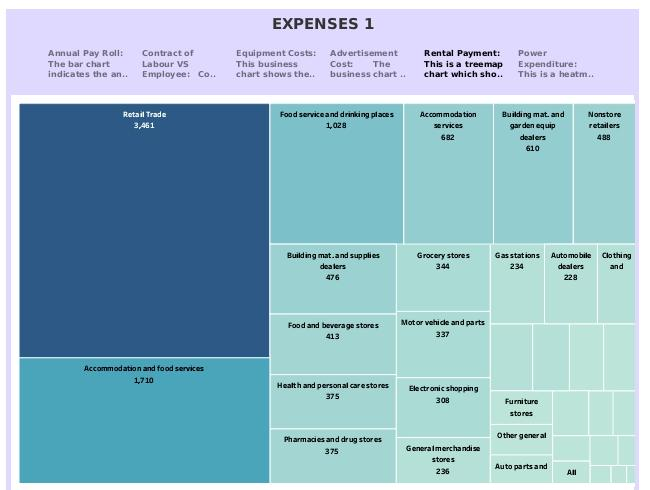 EXPENSES 1
Annual Pay Roll:
The bar chart
indicates the an..
Contract of
Labour VS
Employee: Co..
Equipment Costs:
This business
chart shows the..
Advertisement
Cost: The
business chart ..
Rental Payment:
This is a treemap
chart which sho..
Power
Expenditure:
This is a heatm..
Retail Trade
3,461
Food service and drinking places
1,028
Accommodation
services
682
Building mat. and
garden equip
dealers
610
Nonstore
retailers
488
Building mat. and supplies
dealers
476
Grocery stores
344
Gas stations
234
Automobile
dealers
228
Clothing
and
Food and beverage stores
413
Motor vehicle and parts
337
Accommodation and food services
1,710
Health and personal care stores
375
Electronic shopping
308
Furniture
stores
Other general
Pharmacies and drug stores
375
General merchandise
stores
236
Auto parts and
All